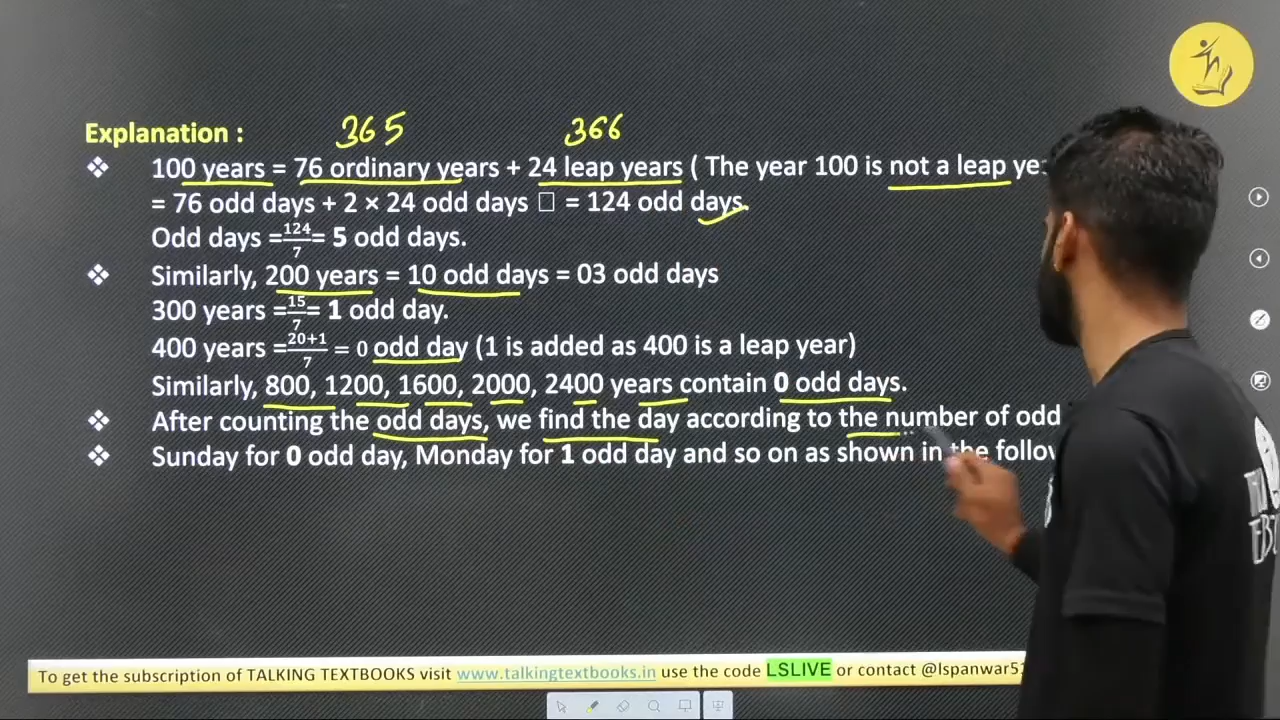 365 366
Explanation :
❖ 100 years = 76 ordinary years + 24 leap years ( The year 100 is not a leap
= 76 odd days + 2 × 24 odd days □ = 124 odd days.
Odd days =124/7= 5 odd days.
❖ Similarly, 200 years = 10 odd days = 03 odd days
300 years =15/7= 1 odd day.
400 years =20+1/7 = 0 odd day (1 is added as 400 is a leap year)
Similarly, 800, 1200, 1600, 2000, 2400 years contain 0 odd days.
❖ After counting the odd days, we find the day according to the number of odd
❖ Sunday for 0 odd day, Monday for 1 odd day and so on as shown in the
To get the subscription of TALKING TEXTBOOKS visit www.talkingtextbooks.in use the code LSLIVE or contact